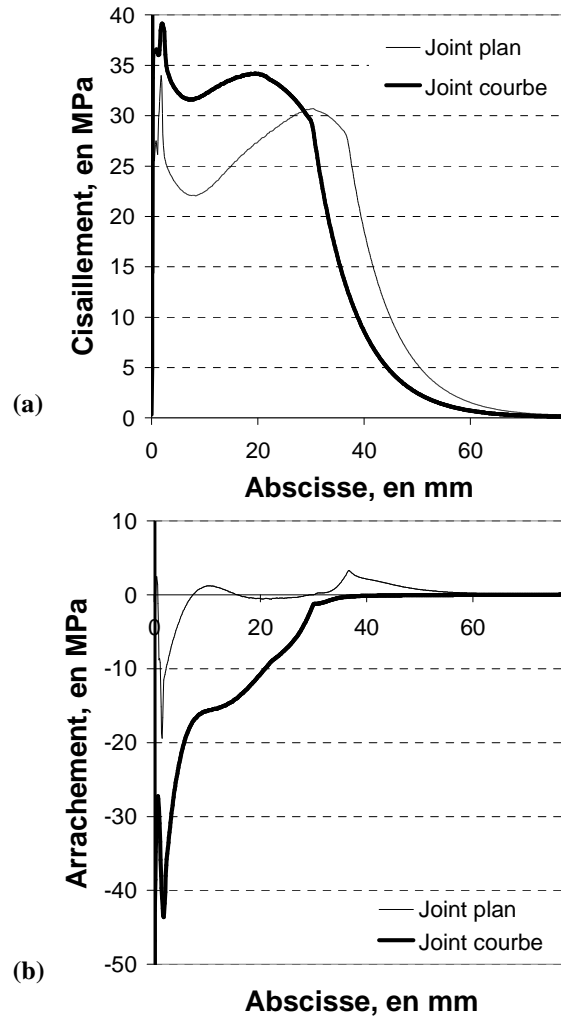 (a)
Cisaillement, en MPa
40
35
30
25
20
15
10
5
0
Joint plan
Joint courbe
0 20 40 60
Abscisse, en mm
(b)
Arrachement, en MPa
10
0
-10
-20
-30
-40
-50
0 20 40 60
Joint plan
Joint courbe
Abscisse, en mm